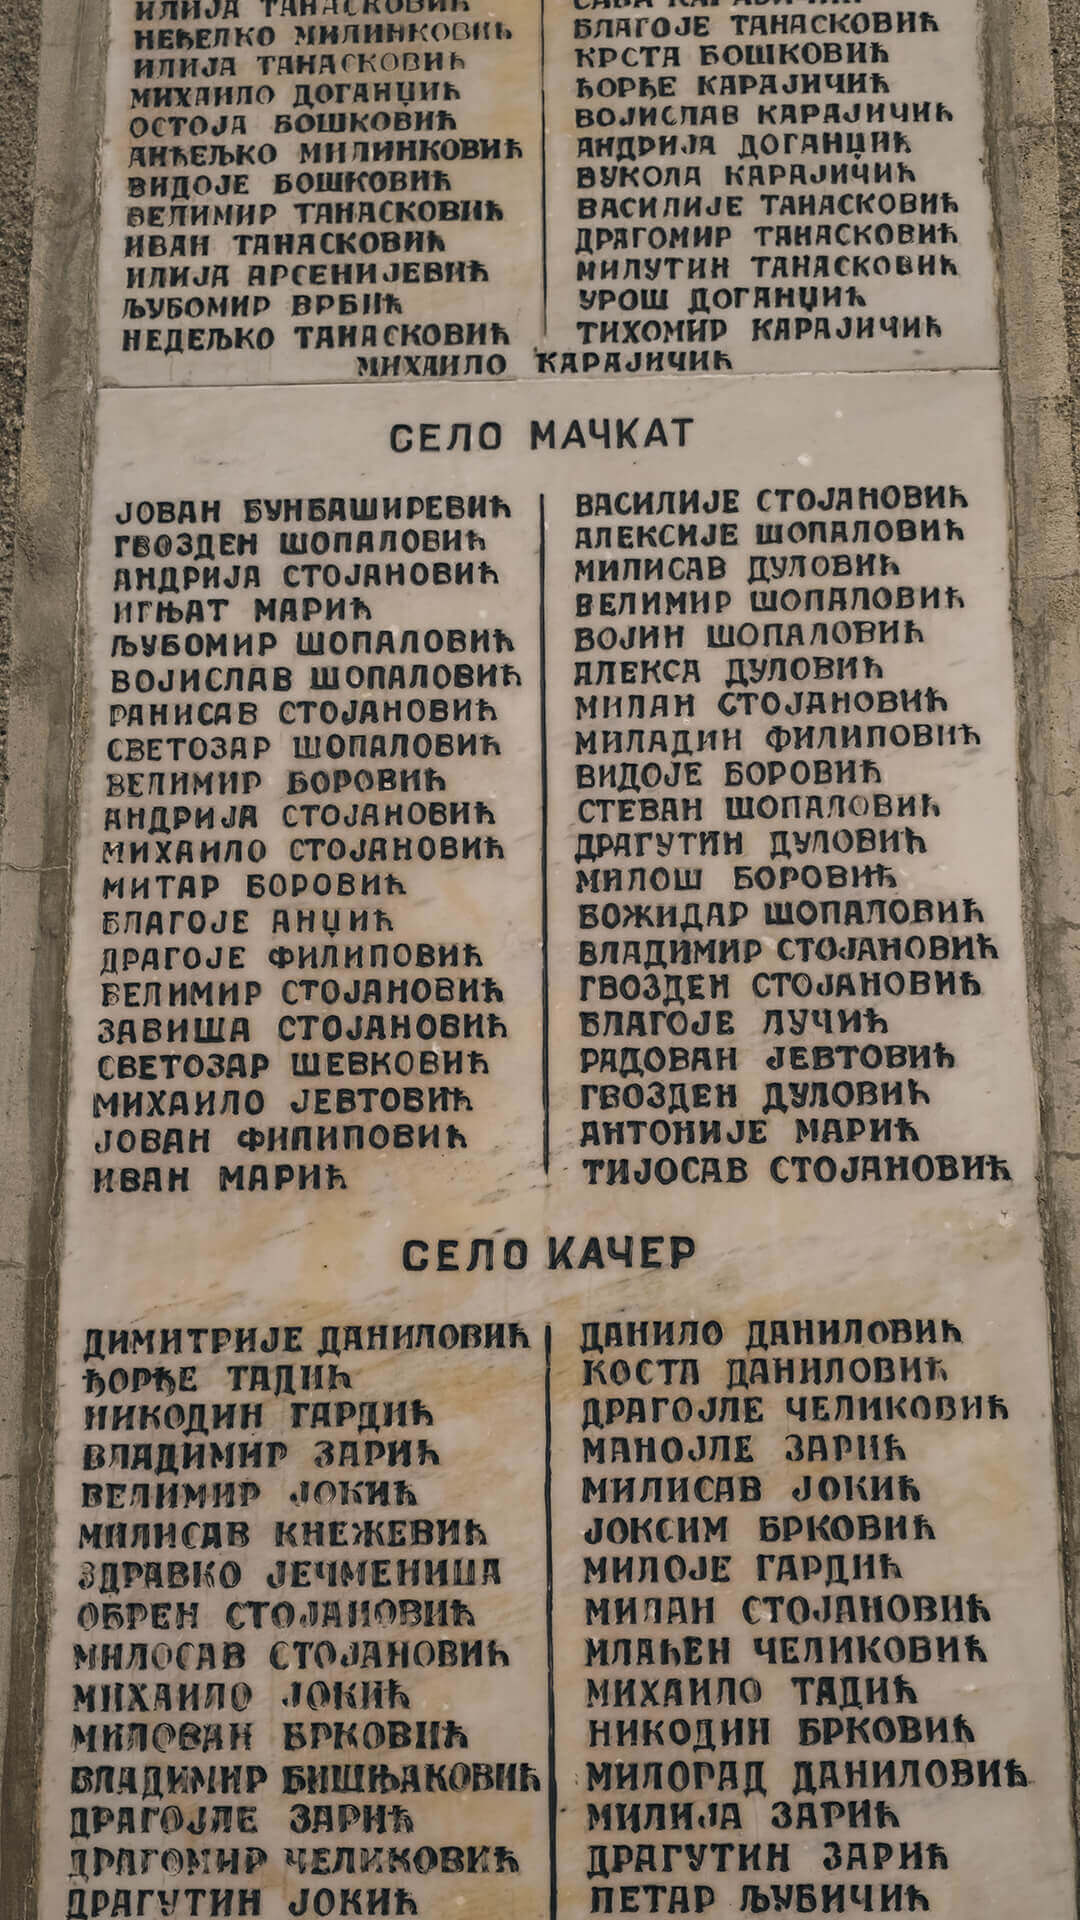 ИЛИЈА ТАНАСКОВИЋ
НЕЂЕЛКО МИЛИНКОВИЋ
ИЛИЈА ТАНАСКОВИЋ
МИХАИЛО ДОГАНЏИЋ
ОСТОЈА БОШКОВИЋ
АНЂЕЉКО МИЛИНКОВИЋ
ВИДОЈЕ БОШКОВИЋ
ВЕЛИМИР ТАНАСКОВИЋ
ИВАН ТАНАСКОВИЋ
ИЛИЈА АРСЕНИЈЕВИЋ
ЉУБОМИР ВРБИЋ
НЕДЕЉКО ТАНАСКОВИЋ
САВА КАРАЈИЧИЋ
БЛАГОЈЕ ТАНАСКОВИЋ
КРСТА БОШКОВИЋ
ЂОРЂЕ КАРАЈИЧИЋ
ВОЈИСЛАВ КАРАЈИЧИЋ
АНДРИЈА ДОГАНЏИЋ
ВУКОЛА КАРАЈИЧИЋ
ВАСИЛИЈЕ ТАНАСКОВИЋ
ДРАГОМИР ТАНАСКОВИЋ
МИЛУТИН ТАНАСКОВИЋ
УРОШ ДОГАНЏИЋ
ТИХОМИР КАРАЈИЧИЋ
МИХАИЛО КАРАЈИЧИЋ
СЕЛО МАЧКАТ
ЈОВАН БУНБАШИРЕВИЋ
ГВОЗДЕН ШОПАЛОВИЋ
АНДРИЈА СТОЈАНОВИЋ
ИГЊАТ МАРИЋ
ЉУБОМИР ШОПАЛОВИЋ
ВОЈИСЛАВ ШОПАЛОВИЋ
РАНИСАВ СТОЈАНОВИЋ
СВЕТОЗАР ШОПАЛОВИЋ
ВЕЛИМИР БОРОВИЋ
АНДРИЈА СТОЈАНОВИЋ
МИХАИЛО СТОЈАНОВИЋ
МИТАР БОРОВИЋ
БЛАГОЈЕ АНЏИЋ
ДРАГОЈЕ ФИЛИПОВИЋ
ВЕЛИМИР СТОЈАНОВИЋ
ЗАВИША СТОЈАНОВИЋ
СВЕТОЗАР ШЕВКОВИЋ
МИХАИЛО ЈЕВТОВИЋ
ЈОВАН ФИЛИПОВИЋ
ИВАН МАРИЋ
ВАСИЛИЈЕ СТОЈАНОВИЋ
АЛЕКСИЈЕ ШОПАЛОВИЋ
МИЛИСАВ ДУЛОВИЋ
ВЕЛИМИР ШОПАЛОВИЋ
ВОЈИН ШОПАЛОВИЋ
АЛЕКСА ДУЛОВИЋ
МИЛАН СТОЈАНОВИЋ
МИЛАДИН ФИЛИПОВИЋ
ВИДОЈЕ БОРОВИЋ
СТЕВАН ШОПАЛОВИЋ
ДРАГУТИН ДУЛОВИЋ
МИЛОШ БОРОВИЋ
БОЖИДАР ШОПАЛОВИЋ
ВЛАДИМИР СТОЈАНОВИЋ
ГВОЗДЕН СТОЈАНОВИЋ
БЛАГОЈЕ ЛУЧИЋ
РАДОВАН ЈЕВТОВИЋ
ГВОЗДЕН ДУЛОВИЋ
АНТОНИЈЕ МАРИЋ
ТИЈОСАВ СТОЈАНОВИЋ
СЕЛО КАЧЕР
ДИМИТРИЈЕ ДАНИЛОВИЋ
ЂОРЂЕ ТАДИЋ
НИКОДИН ГАРДИЋ
ВЛАДИМИР ЗАРИЋ
ВЕЛИМИР ЈОКИЋ
МИЛИСАВ КНЕЖЕВИЋ
ЗДРАВКО ЈЕЧМЕНИЦА
ОБРЕН СТОЈАНОВИЋ
МИЛОСАВ СТОЈАНОВИЋ
МИХАИЛО ЈОКИЋ
МИЛОВАН БРКОВИЋ
ВЛАДИМИР БИШЊАКОВИЋ
ДРАГОЈЛЕ ЗАРИЋ
ДРАГОМИР ЧЕЛИКОВИЋ
ДРАГУТИН ЈОКИЋ
ДАНИЛО ДАНИЛОВИЋ
КОСТА ДАНИЛОВИЋ
ДРАГОЈЛЕ ЧЕЛИКОВИЋ
МАНОЈЛЕ ЗАРИЋ
МИЛИСАВ ЈОКИЋ
ЈОКСИМ БРКОВИЋ
МИЛОЈЕ ГАРДИЋ
МИЛАН СТОЈАНОВИЋ
МЛАЂЕН ЧЕЛИКОВИЋ
МИХАИЛО ТАДИЋ
НИКОДИН БРКОВИЋ
МИЛОРАД ДАНИЛОВИЋ
МИЛИЈА ЗАРИЋ
ДРАГУТИН ЗАРИЋ
ПЕТАР ЉУБИЧИЋ